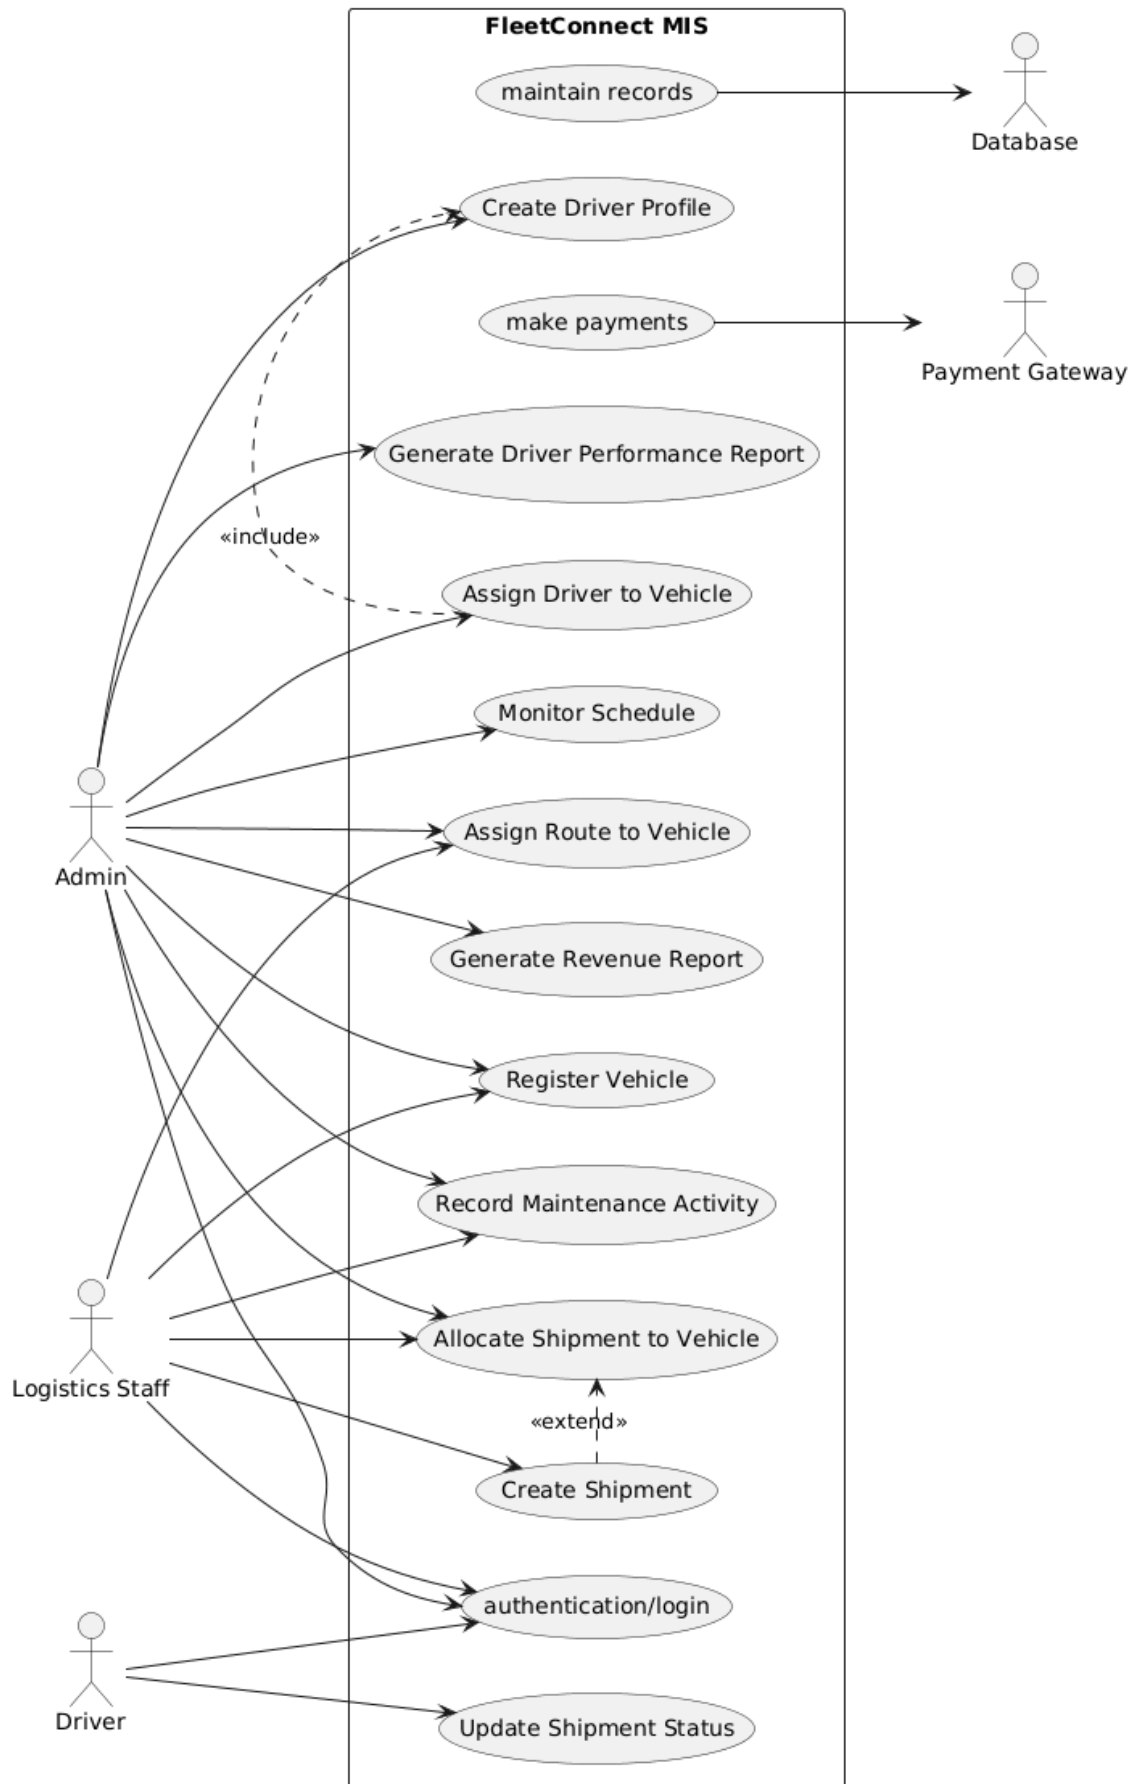 FleetConnect MIS
maintain records
Database
Create Driver Profile
make payments
Payment Gateway
Generate Driver Performance Report
«include»
Assign Driver to Vehicle
Monitor Schedule
Assign Route to Vehicle
Admin
Generate Revenue Report
Register Vehicle
Record Maintenance Activity
Allocate Shipment to Vehicle
Logistics Staff
«extend»
Create Shipment
authentication/login
Driver
Update Shipment Status